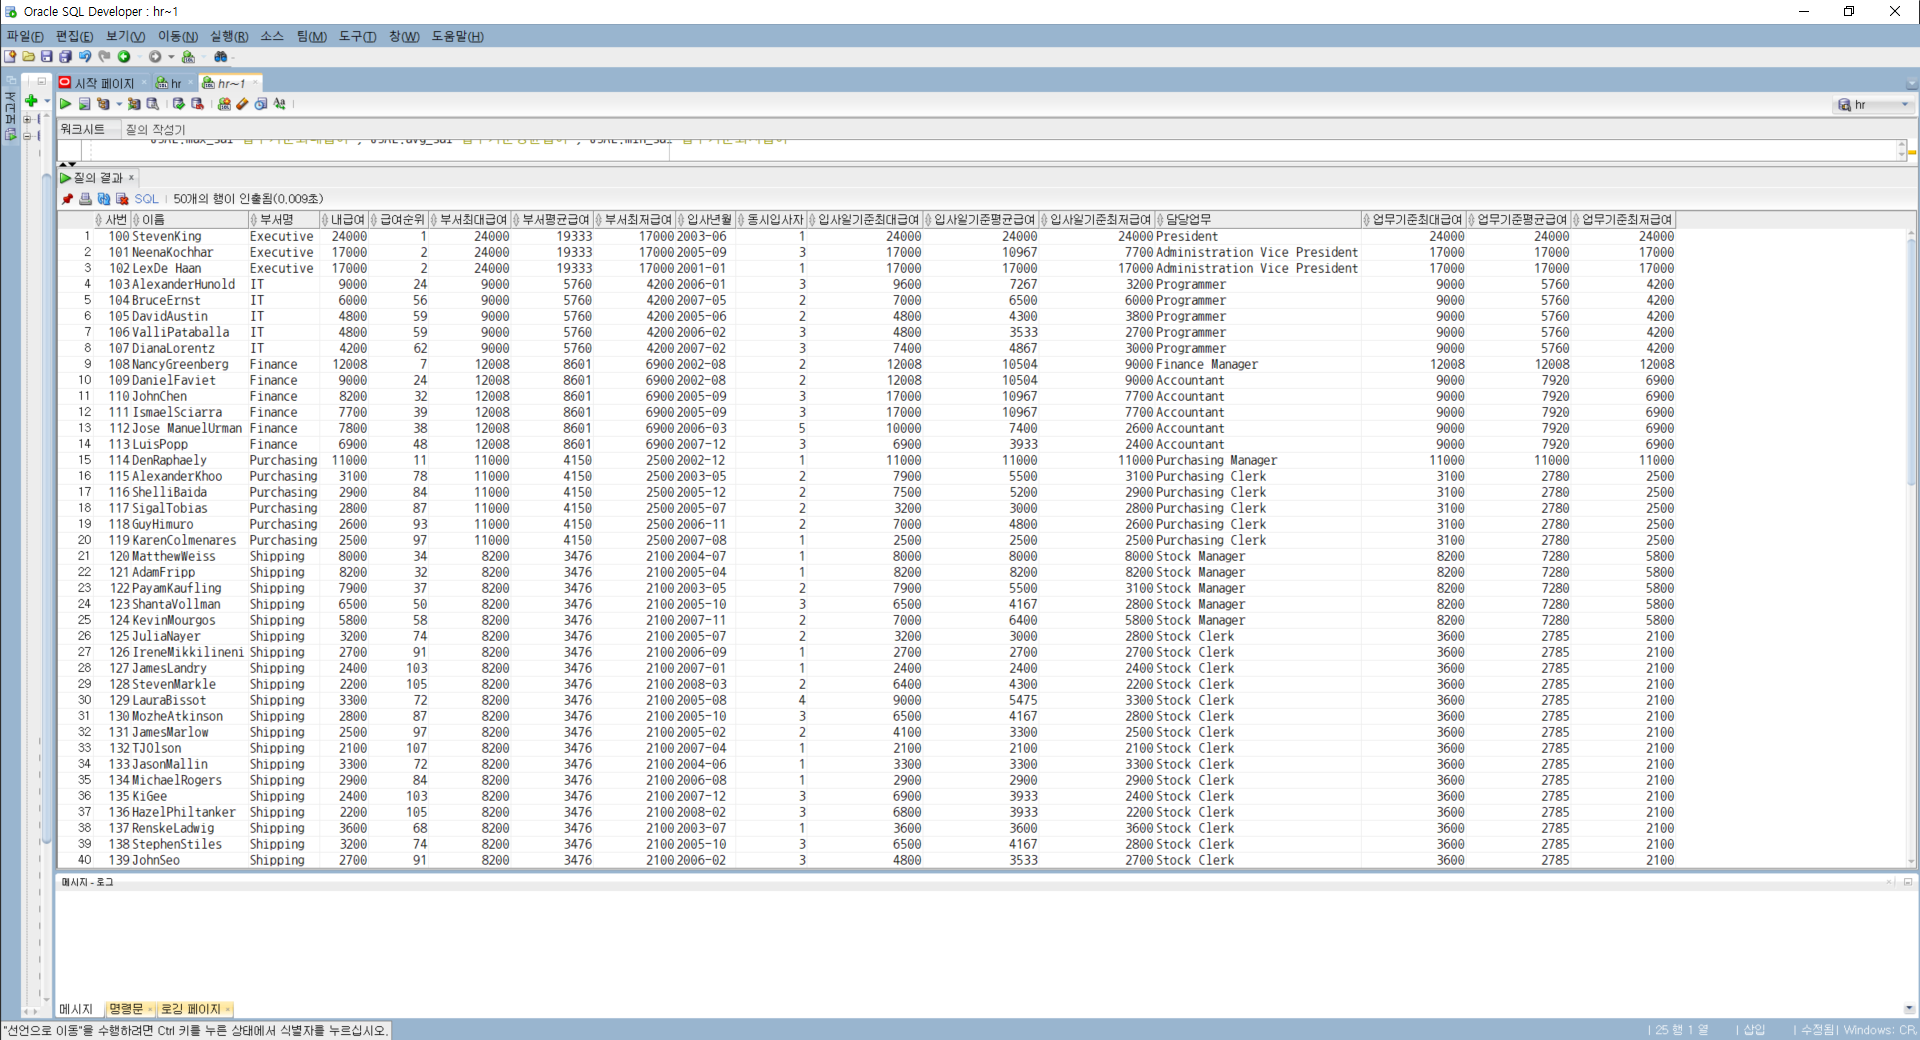 Oracle SQL Developer : hr~1
파일(F) 편집(E) 보기(V) 이동(N) 실행(R) 소스 팀(M) 도구(T) 창(W) 도움말(H)
시작 페이지 hr hr~1
hr
워크시트 질의 작성기
질의 결과
SQL 50개의 행이 인출됨(0.009초)
사번 이름 부서명 내급여 급여순위 부서최대급여 부서평균급여 부서최저급여 입사년월 동시입사자 입사일기준최대급여 입사일기준평균급여 입사일기준최저급여 담당업무 업무기준최대급여 업무기준평균급여 업무기준최저급여
1 100 StevenKing Executive 24000 1 24000 19333 17000 2003-06 1 24000 24000 24000 President 24000 24000 24000
2 101 NeenaKochhar Executive 17000 2 24000 19333 17000 2005-09 3 17000 10967 7700 Administration Vice President 17000 17000 17000
3 102 LexDe Haan Executive 17000 2 24000 19333 17000 2001-01 1 17000 17000 17000 Administration Vice President 17000 17000 17000
4 103 AlexanderHunold IT 9000 24 9000 5760 4200 2006-01 3 9600 7267 3200 Programmer 9000 5760 4200
5 104 BruceErnst IT 6000 56 9000 5760 4200 2007-05 2 7000 6500 6000 Programmer 9000 5760 4200
6 105 DavidAustin IT 4800 59 9000 5760 4200 2005-06 2 4800 4300 3800 Programmer 9000 5760 4200
7 106 ValliPataballa IT 4800 59 9000 5760 4200 2006-02 3 4800 3533 2700 Programmer 9000 5760 4200
8 107 DianaLorentz IT 4200 62 9000 5760 4200 2007-02 3 7400 4867 3000 Programmer 9000 5760 4200
9 108 NancyGreenberg Finance 12008 7 12008 8601 6900 2002-08 2 12008 10504 9000 Finance Manager 12008 12008 12008
10 109 DanielFaviet Finance 9000 24 12008 8601 6900 2002-08 2 12008 10504 9000 Accountant 9000 7920 6900
11 110 JohnChen Finance 8200 32 12008 8601 6900 2005-09 3 17000 10967 7700 Accountant 9000 7920 6900
12 111 IsmaelSciarra Finance 7700 39 12008 8601 6900 2005-09 3 17000 10967 7700 Accountant 9000 7920 6900
13 112 Jose ManuelUrman Finance 7800 38 12008 8601 6900 2006-03 5 10000 7400 2600 Accountant 9000 7920 6900
14 113 LuisPopp Finance 6900 48 12008 8601 6900 2007-12 3 6900 3933 2400 Accountant 9000 7920 6900
15 114 DenRaphaely Purchasing 11000 11 11000 4150 2500 2002-12 1 11000 11000 11000 Purchasing Manager 11000 11000 11000
16 115 AlexanderKhoo Purchasing 3100 78 11000 4150 2500 2003-05 2 7900 5500 3100 Purchasing Clerk 3100 2780 2500
17 116 ShelliBaida Purchasing 2900 84 11000 4150 2500 2005-12 2 7500 5200 2900 Purchasing Clerk 3100 2780 2500
18 117 SigalTobias Purchasing 2800 87 11000 4150 2500 2005-07 2 3200 3000 2800 Purchasing Clerk 3100 2780 2500
19 118 GuyHimuro Purchasing 2600 93 11000 4150 2500 2006-11 2 7000 4800 2600 Purchasing Clerk 3100 2780 2500
20 119 KarenColmenares Purchasing 2500 97 11000 4150 2500 2007-08 1 2500 2500 2500 Purchasing Clerk 3100 2780 2500
21 120 MatthewWeiss Shipping 8000 34 8200 3476 2100 2004-07 1 8000 8000 8000 Stock Manager 8200 7280 5800
22 121 AdamFripp Shipping 8200 32 8200 3476 2100 2005-04 1 8200 8200 8200 Stock Manager 8200 7280 5800
23 122 PayamKaufling Shipping 7900 37 8200 3476 2100 2003-05 2 7900 5500 3100 Stock Manager 8200 7280 5800
24 123 ShantaVollman Shipping 6500 50 8200 3476 2100 2005-10 3 6500 4167 2800 Stock Manager 8200 7280 5800
25 124 KevinMourgos Shipping 5800 58 8200 3476 2100 2007-11 2 7000 6400 5800 Stock Manager 8200 7280 5800
26 125 JuliaNayer Shipping 3200 74 8200 3476 2100 2005-07 2 3200 3000 2800 Stock Clerk 3600 2785 2100
27 126 IreneMikkilineni Shipping 2700 91 8200 3476 2100 2006-09 1 2700 2700 2700 Stock Clerk 3600 2785 2100
28 127 JamesLandry Shipping 2400 103 8200 3476 2100 2007-01 1 2400 2400 2400 Stock Clerk 3600 2785 2100
29 128 StevenMarkle Shipping 2200 105 8200 3476 2100 2008-03 2 6400 4300 2200 Stock Clerk 3600 2785 2100
30 129 LauraBissot Shipping 3300 72 8200 3476 2100 2005-08 4 9000 5475 3300 Stock Clerk 3600 2785 2100
31 130 MozheAtkinson Shipping 2800 87 8200 3476 2100 2005-10 3 6500 4167 2800 Stock Clerk 3600 2785 2100
32 131 JamesMarlow Shipping 2500 97 8200 3476 2100 2005-02 2 4100 3300 2500 Stock Clerk 3600 2785 2100
33 132 TJOlson Shipping 2100 107 8200 3476 2100 2007-04 1 2100 2100 2100 Stock Clerk 3600 2785 2100
34 133 JasonMallin Shipping 3300 72 8200 3476 2100 2004-06 1 3300 3300 3300 Stock Clerk 3600 2785 2100
35 134 MichaelRogers Shipping 2900 84 8200 3476 2100 2006-08 1 2900 2900 2900 Stock Clerk 3600 2785 2100
36 135 KiGee Shipping 2400 103 8200 3476 2100 2007-12 3 6900 3933 2400 Stock Clerk 3600 2785 2100
37 136 HazelPhiltanker Shipping 2200 105 8200 3476 2100 2008-02 3 6800 3933 2200 Stock Clerk 3600 2785 2100
38 137 RenskeLadwig Shipping 3600 68 8200 3476 2100 2003-07 1 3600 3600 3600 Stock Clerk 3600 2785 2100
39 138 StephenStiles Shipping 3200 74 8200 3476 2100 2005-10 3 6500 4167 2800 Stock Clerk 3600 2785 2100
40 139 JohnSeo Shipping 2700 91 8200 3476 2100 2006-02 3 4800 3533 2700 Stock Clerk 3600 2785 2100
메시지 - 로그
메시지 명령문 로깅 페이지
"선언으로 이동"을 수행하려면 Ctrl 키를 누른 상태에서 식별자를 누르십시오.
25 행 1 열 삽입 수정됨 Windows: CR,